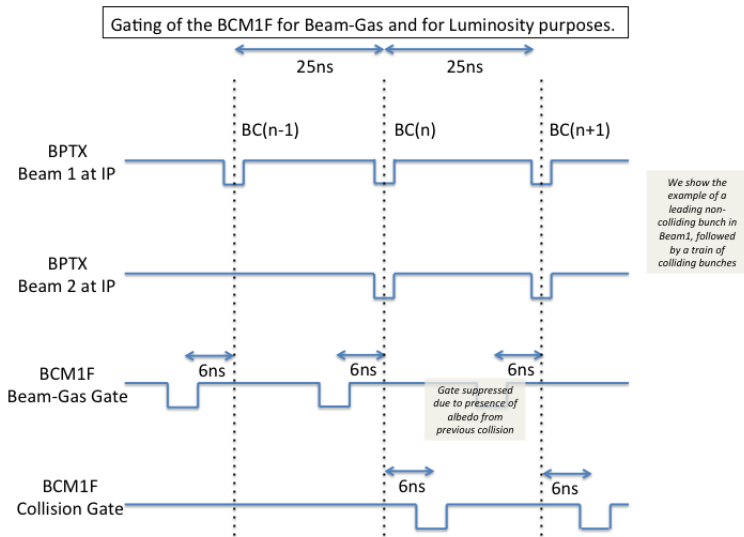 Gating of the BCM1F for Beam-Gas and for Luminosity purposes.
25ns 25ns
BC(n-1) BC(n) BC(n+1)
BPTX
Beam 1 at IP
We show the
example of a
leading non-
colliding bunch in
Beam1, followed
by a train of
colliding bunches
BPTX
Beam 2 at IP
6ns 6ns 6ns
BCM1F
Beam-Gas Gate
Gate suppressed
due to presence of
albedo from
previous collision
BCM1F
Collision Gate
6ns 6ns